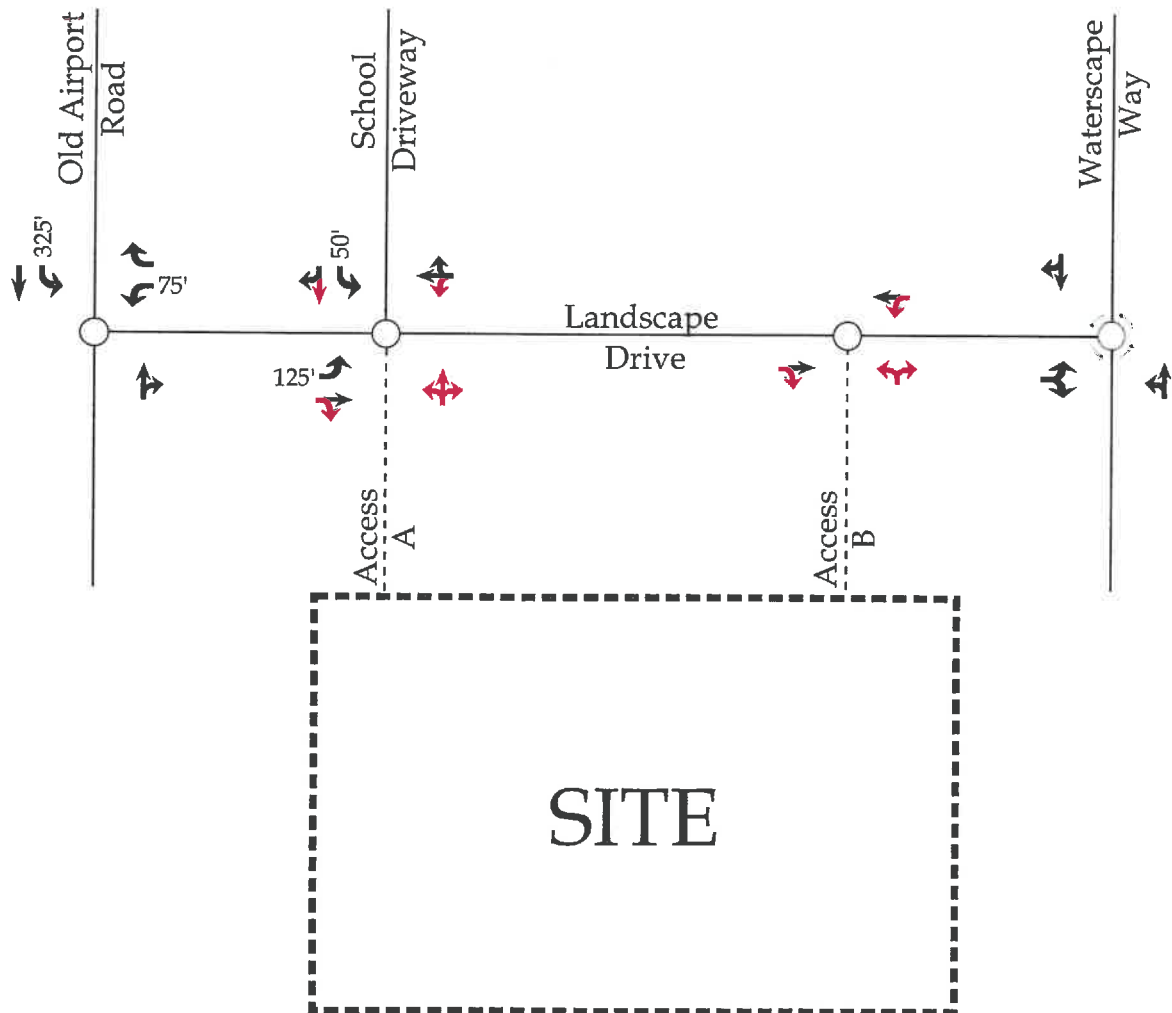 Old Airport
Road
School
Driveway
Waterscape
Way
325'
75'
50'
Landscape
Drive
125'
Access
A
Access
B
SITE